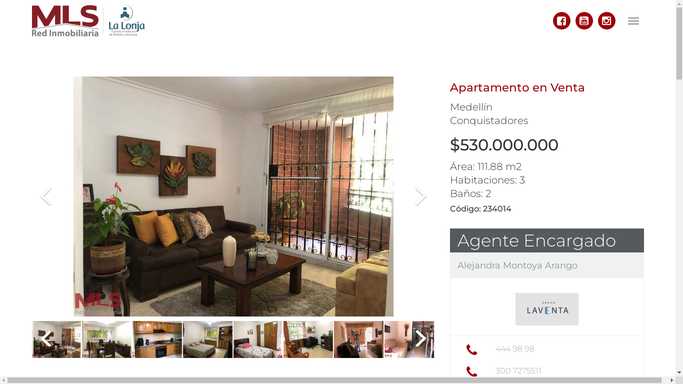 MLS
Red Inmobiliaria
La Lonja
Apartamento en Venta
Medellín
Conquistadores
$530.000.000
Área: 111.88 m2
Habitaciones: 3
Baños: 2
Código: 234014
MLS
Agente Encargado
Alejandra Montoya Arango
LAVENTA
444 98 98
300 7275511